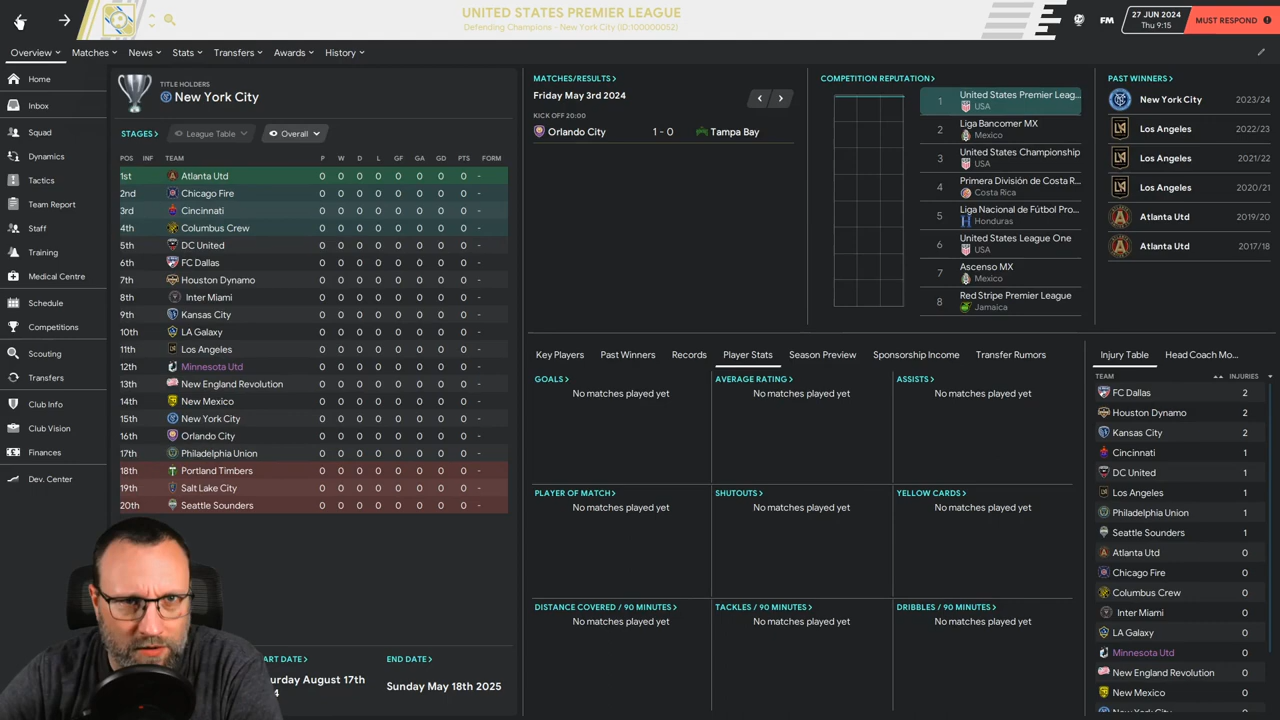 UNITED STATES PREMIER LEAGUE
Defending Champions - New York City (ID:100000052)
FM
27 JUN 2024
Thu 9:15
MUST RESPOND
Overview
Matches
News
Stats
Transfers
Awards
History
Home
Inbox
Squad
Dynamics
Tactics
Team Report
Staff
Training
Medical Centre
Schedule
Competitions
Scouting
Transfers
Club Info
Club Vision
Finances
Dev. Center
TITLE HOLDERS
New York City
STAGES>
League Table
Overall
POS INF TEAM P W D L GF GA GD PTS FORM
1st Atlanta Utd 0 0 0 0 0 0 0 0 -
2nd Chicago Fire 0 0 0 0 0 0 0 0 -
3rd Cincinnati 0 0 0 0 0 0 0 0 -
4th Columbus Crew 0 0 0 0 0 0 0 0 -
5th DC United 0 0 0 0 0 0 0 0 -
6th FC Dallas 0 0 0 0 0 0 0 0 -
7th Houston Dynamo 0 0 0 0 0 0 0 0 -
8th Inter Miami 0 0 0 0 0 0 0 0 -
9th Kansas City 0 0 0 0 0 0 0 0 -
10th LA Galaxy 0 0 0 0 0 0 0 0 -
11th Los Angeles 0 0 0 0 0 0 0 0 -
12th Minnesota Utd 0 0 0 0 0 0 0 0 -
13th New England Revolution 0 0 0 0 0 0 0 0 -
14th New Mexico 0 0 0 0 0 0 0 0 -
15th New York City 0 0 0 0 0 0 0 0 -
16th Orlando City 0 0 0 0 0 0 0 0 -
17th Philadelphia Union 0 0 0 0 0 0 0 0 -
18th Portland Timbers 0 0 0 0 0 0 0 0 -
19th Salt Lake City 0 0 0 0 0 0 0 0 -
20th Seattle Sounders 0 0 0 0 0 0 0 0 -
ART DATE>
urday August 17th
4
END DATE>
Sunday May 18th 2025
MATCHES/RESULTS>
Friday May 3rd 2024
KICK OFF 20:00
Orlando City 1 - 0 Tampa Bay
COMPETITION REPUTATION>
1 United States Premier Leag...
USA
2 Liga Bancomer MX
Mexico
3 United States Championship
USA
4 Primera División de Costa R...
Costa Rica
5 Liga Nacional de Fútbol Pro...
Honduras
6 United States League One
USA
7 Ascenso MX
Mexico
8 Red Stripe Premier League
Jamaica
PAST WINNERS>
New York City 2023/24
Los Angeles 2022/23
Los Angeles 2021/22
Los Angeles 2020/21
Atlanta Utd 2019/20
Atlanta Utd 2017/18
Key Players
Past Winners
Records
Player Stats
Season Preview
Sponsorship Income
Transfer Rumors
GOALS>
No matches played yet
AVERAGE RATING>
No matches played yet
ASSISTS>
No matches played yet
PLAYER OF MATCH>
No matches played yet
SHUTOUTS>
No matches played yet
YELLOW CARDS>
No matches played yet
DISTANCE COVERED / 90 MINUTES>
No matches played yet
TACKLES / 90 MINUTES>
No matches played yet
DRIBBLES / 90 MINUTES>
No matches played yet
Injury Table
Head Coach Mo...
TEAM INJURIES
FC Dallas 2
Houston Dynamo 2
Kansas City 2
Cincinnati 1
DC United 1
Los Angeles 1
Philadelphia Union 1
Seattle Sounders 1
Atlanta Utd 0
Chicago Fire 0
Columbus Crew 0
Inter Miami 0
LA Galaxy 0
Minnesota Utd 0
New England Revolution 0
New Mexico 0